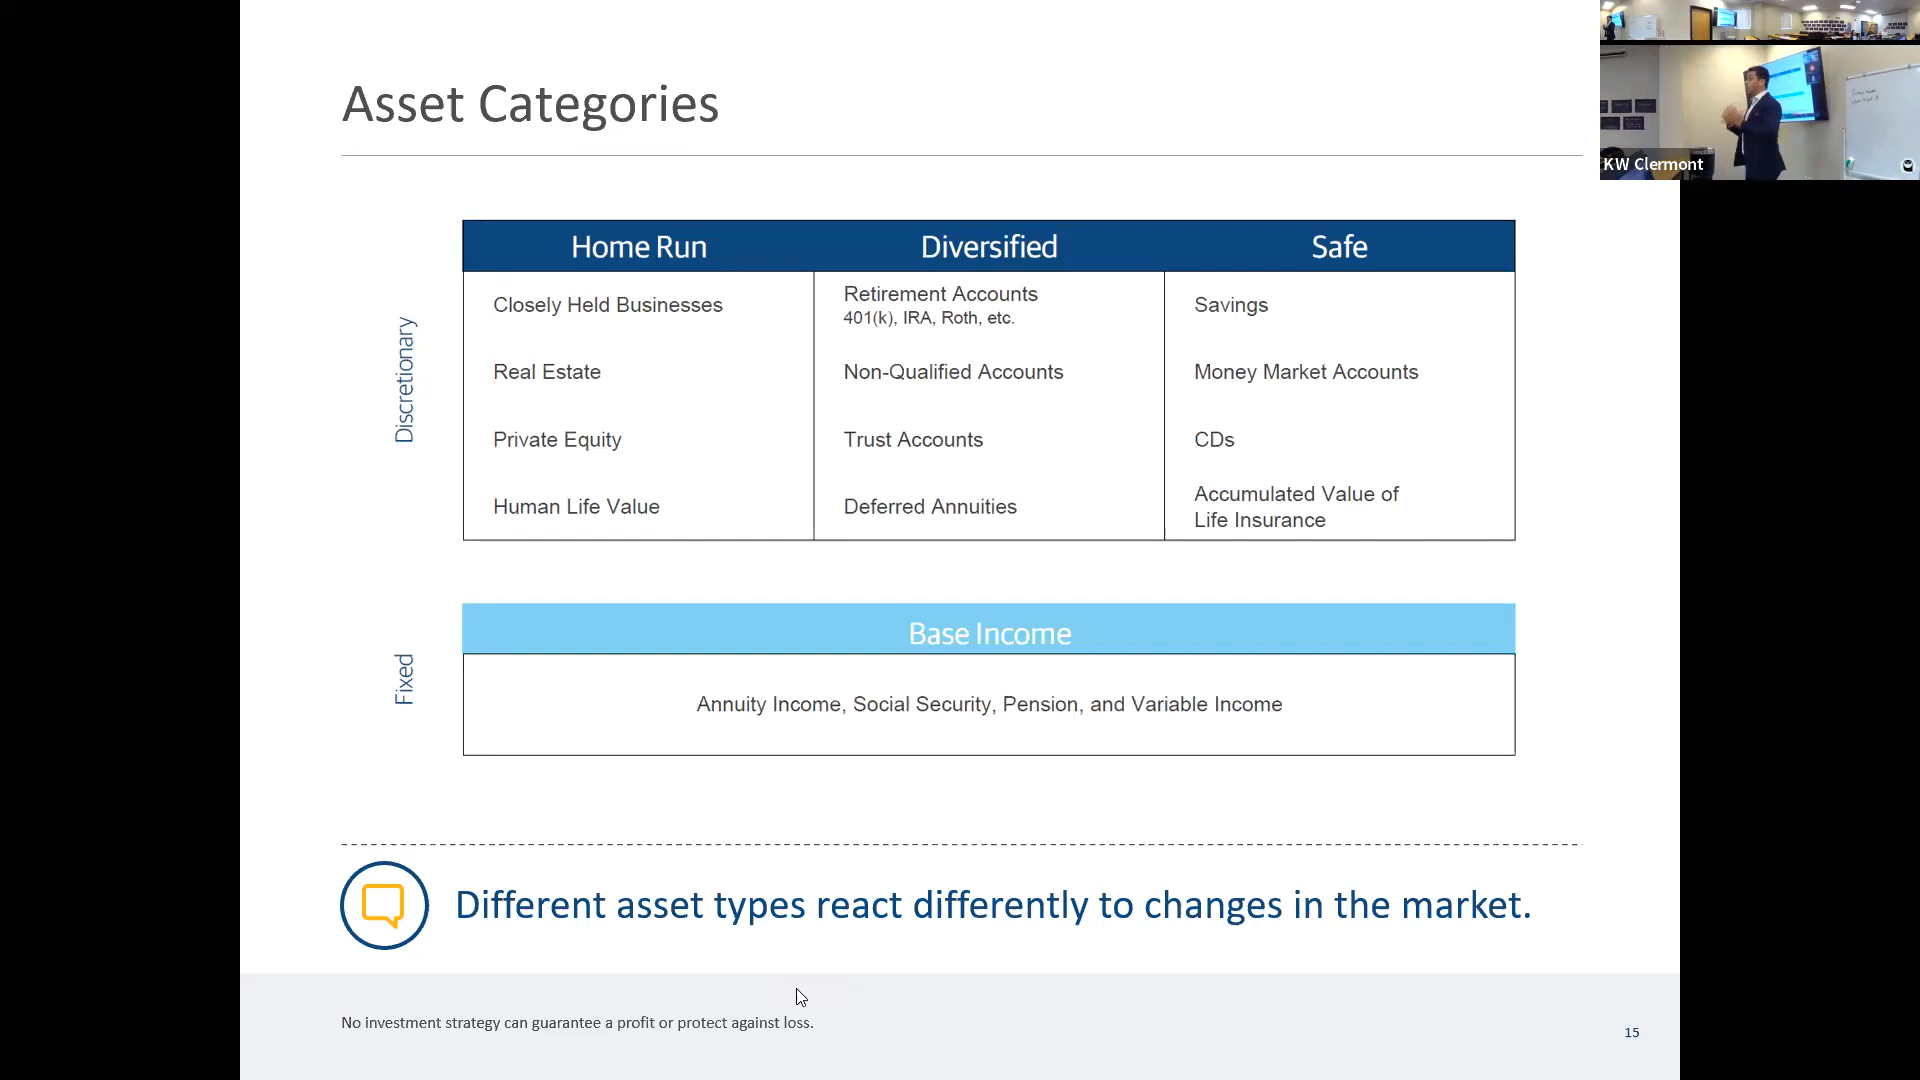 Asset Categories
KW Clermont
Home Run
Diversified
Safe
Discretionary
Closely Held Businesses
Retirement Accounts
401(k), IRA, Roth, etc.
Savings
Real Estate
Non-Qualified Accounts
Money Market Accounts
Private Equity
Trust Accounts
CDs
Human Life Value
Deferred Annuities
Accumulated Value of
Life Insurance
Fixed
Base Income
Annuity Income, Social Security, Pension, and Variable Income
Different asset types react differently to changes in the market.
No investment strategy can guarantee a profit or protect against loss.
15